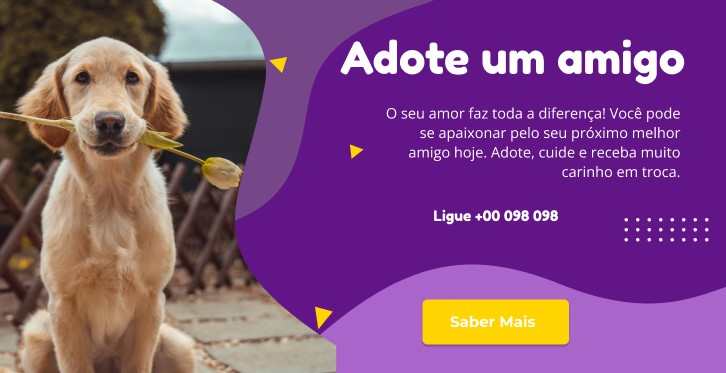 Adote um amigo
O seu amor faz toda a diferença! Você pode
se apaixonar pelo seu próximo melhor
amigo hoje. Adote, cuide e receba muito
carinho em troca.
Ligue +00 098 098
Saber Mais